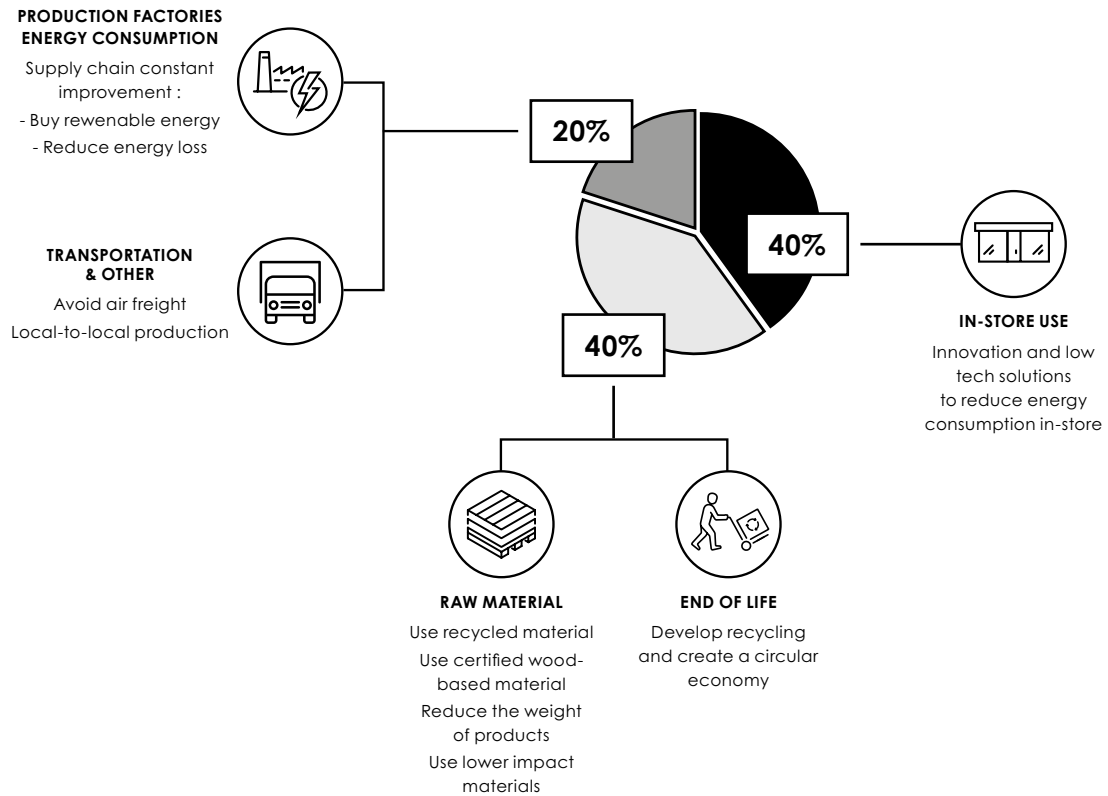 PRODUCTION FACTORIES
ENERGY CONSUMPTION
Supply chain constant
improvement :
- Buy rewenable energy
- Reduce energy loss
TRANSPORTATION
& OTHER
Avoid air freight
Local-to-local production
20%
40%
40%
IN-STORE USE
Innovation and low
tech solutions
to reduce energy
consumption in-store
RAW MATERIAL
Use recycled material
Use certified wood-
based material
Reduce the weight
of products
Use lower impact
materials
END OF LIFE
Develop recycling
and create a circular
economy